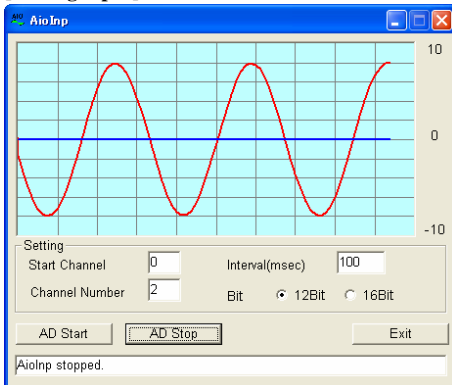 AioInp
10
0
-10
Setting
Start Channel 0 Interval(msec) 100
Channel Number 2 Bit 12Bit 16Bit
AD Start AD Stop Exit
AioInp stopped.